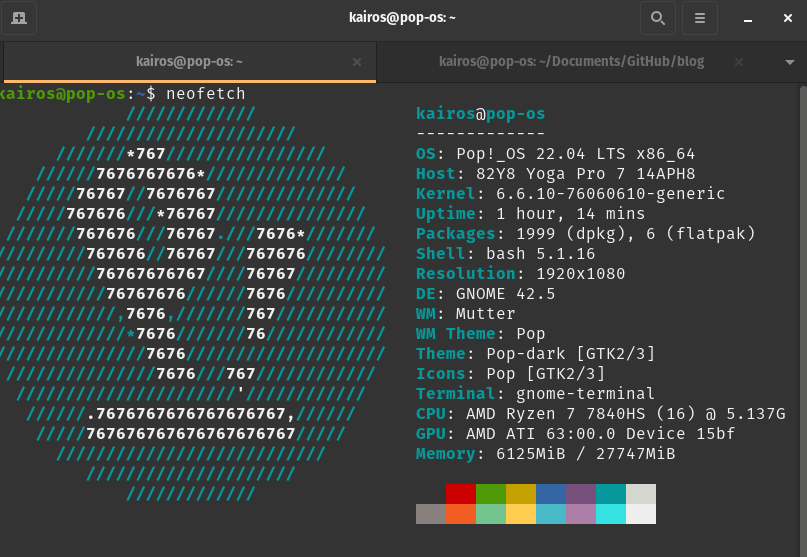 kairos@pop-os: ~
kairos@pop-os: ~
kairos@pop-os: ~/Documents/GitHub/blog
kairos@pop-os:~$ neofetch
/////////////
/////////////////////
///////*767////////////////
//////7676767676*//////////////
/////76767//7676767//////////////
/////767676///*76767///////////////
///////767676///76767.///7676*///////
/////////767676//76767///767676////////
//////////76767676767////76767/////////
///////////76767676//////7676//////////
////////////,7676,///////767///////////
/////////////*7676///////76////////////
///////////////7676////////////////////
///////////////7676///767////////////
//////////////////////'////////////
//////.7676767676767676767,//////
/////767676767676767676767/////
///////////////////////////
/////////////////////
/////////////
kairos@pop-os
-------------
OS: Pop!_OS 22.04 LTS x86_64
Host: 82Y8 Yoga Pro 7 14APH8
Kernel: 6.6.10-76060610-generic
Uptime: 1 hour, 14 mins
Packages: 1999 (dpkg), 6 (flatpak)
Shell: bash 5.1.16
Resolution: 1920x1080
DE: GNOME 42.5
WM: Mutter
WM Theme: Pop
Theme: Pop-dark [GTK2/3]
Icons: Pop [GTK2/3]
Terminal: gnome-terminal
CPU: AMD Ryzen 7 7840HS (16) @ 5.137G
GPU: AMD ATI 63:00.0 Device 15bf
Memory: 6125MiB / 27747MiB